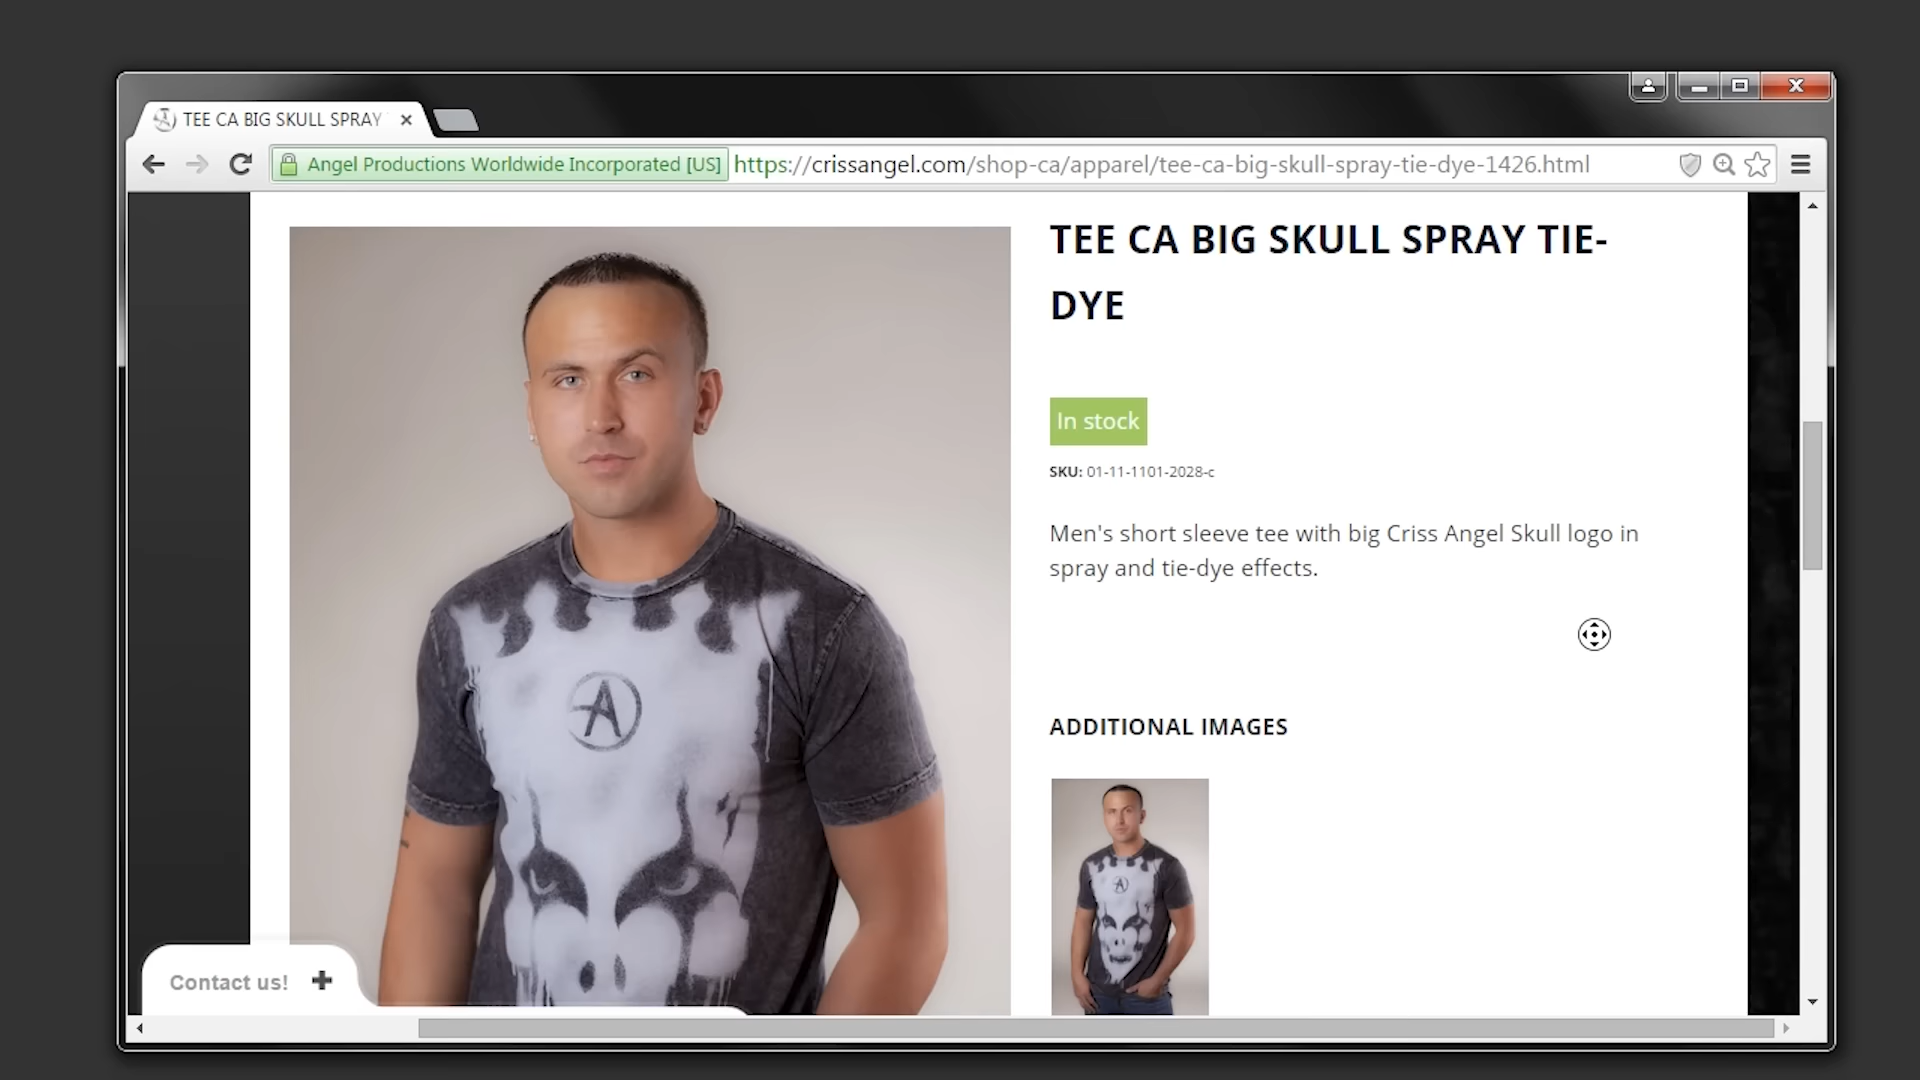 TEE CA BIG SKULL SPRAY
Angel Productions Worldwide Incorporated [US] https://crissangel.com/shop-ca/apparel/tee-ca-big-skull-spray-tie-dye-1426.html
TEE CA BIG SKULL SPRAY TIE-
DYE
In stock
SKU: 01-11-1101-2028-c
Men's short sleeve tee with big Criss Angel Skull logo in
spray and tie-dye effects.
ADDITIONAL IMAGES
Contact us!